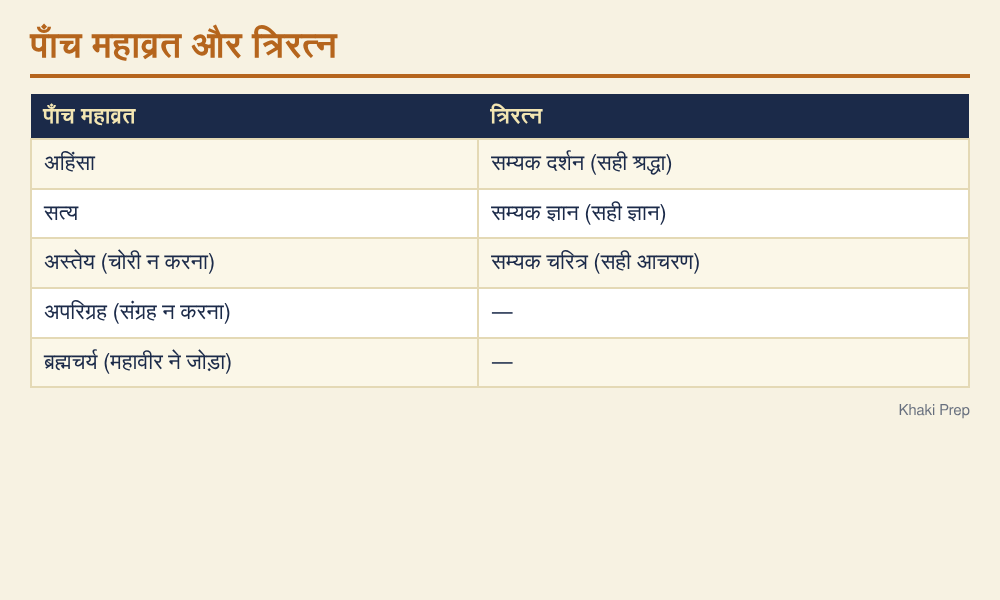 पाँच महाव्रत और त्रिरत्न
पाँच महाव्रत त्रिरत्न
अहिंसा सम्यक दर्शन (सही श्रद्धा)
सत्य सम्यक ज्ञान (सही ज्ञान)
अस्तेय (चोरी न करना) सम्यक चरित्र (सही आचरण)
अपरिग्रह (संग्रह न करना) —
ब्रह्मचर्य (महावीर ने जोड़ा) —
Khaki Prep